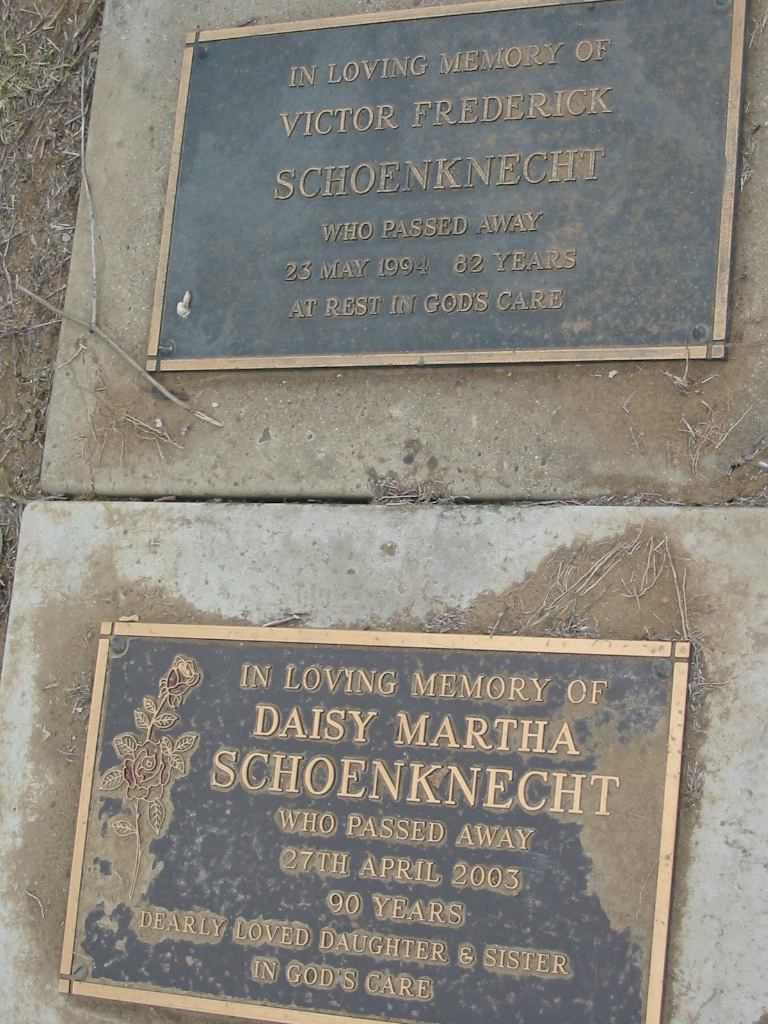 IN LOVING MEMORY OF
VICTOR FREDERICK
SCHOENKNECHT
WHO PASSED AWAY
23 MAY 1994 82 YEARS
AT REST IN GOD'S CARE
IN LOVING MEMORY OF
DAISY MARTHA
SCHOENKNECHT
WHO PASSED AWAY
27TH APRIL 2003
90 YEARS
DEARLY LOVED DAUGHTER & SISTER
IN GOD'S CARE